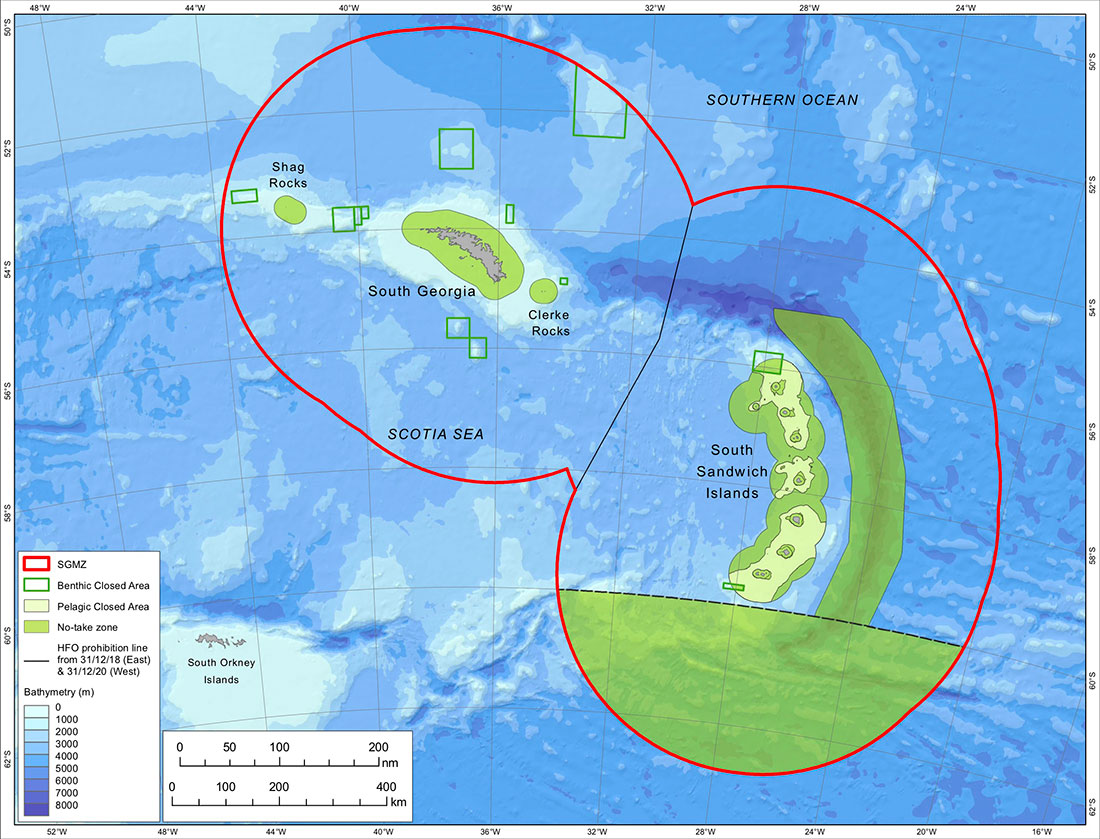 48°W 44°W 40°W 36°W 32°W 28°W 24°W
50°S
50°S
SOUTHERN OCEAN
52°S
52°S
Shag
Rocks
54°S
South Georgia
Clerke
Rocks
54°S
56°S
56°S
SCOTIA SEA
South
Sandwich
Islands
58°S
58°S
SGMZ
Benthic Closed Area
Pelagic Closed Area
No-take zone
HFO prohibition line
from 31/12/18 (East)
& 31/12/20 (West)
Bathymetry (m)
0
1000
2000
3000
4000
5000
6000
7000
8000
60°S
60°S
South Orkney
Islands
0 50 100 200
nm
0 100 200 400
km
62°S
62°S
52°W 48°W 44°W 40°W 36°W 32°W 28°W 24°W 20°W 16°W